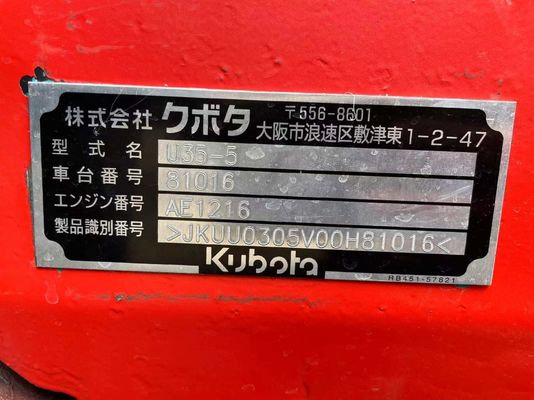 株式会社 クボタ 〒556-8601
大阪市浪速区敷津東1-2-47
型式名 U35-5
車台番号 81016
エンジン番号 AE1216
製品識別番号 >JKUU0305V00H81016<
Kubota
RB451-57621